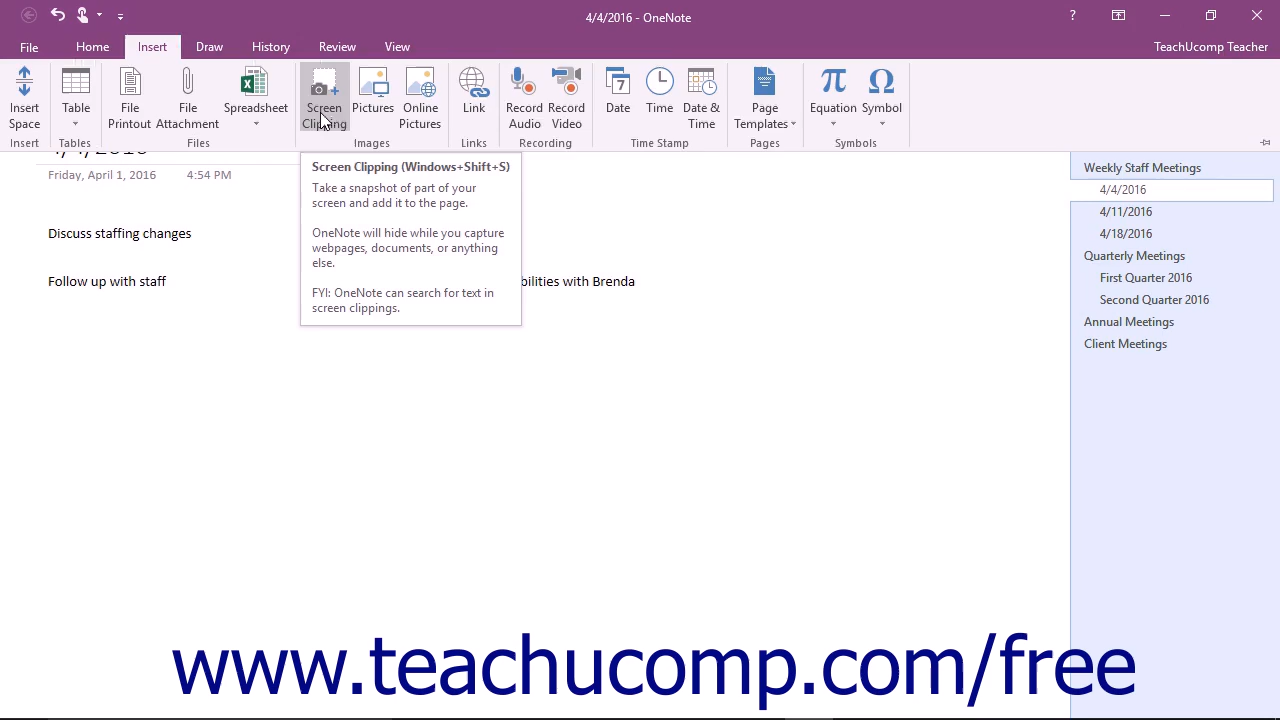 4/4/2016 - OneNote
?
File Home Insert Draw History Review View
TeachUcomp Teacher
Insert Space
Table
File Printout
File Attachment
Spreadsheet
Screen Clipping
Pictures
Online Pictures
Link
Record Audio
Record Video
7
Date
Time
Date & Time
Page Templates
π
Equation
Ω
Symbol
Insert Tables Files Images Links Recording Time Stamp Pages Symbols
4/4/2016
Friday, April 1, 2016 4:54 PM
Discuss staffing changes
Follow up with staff
bilities with Brenda
Screen Clipping (Windows+Shift+S)
Take a snapshot of part of your
screen and add it to the page.
OneNote will hide while you capture
webpages, documents, or anything
else.
FYI: OneNote can search for text in
screen clippings.
Weekly Staff Meetings
4/4/2016
4/11/2016
4/18/2016
Quarterly Meetings
First Quarter 2016
Second Quarter 2016
Annual Meetings
Client Meetings
www.teachucomp.com/free